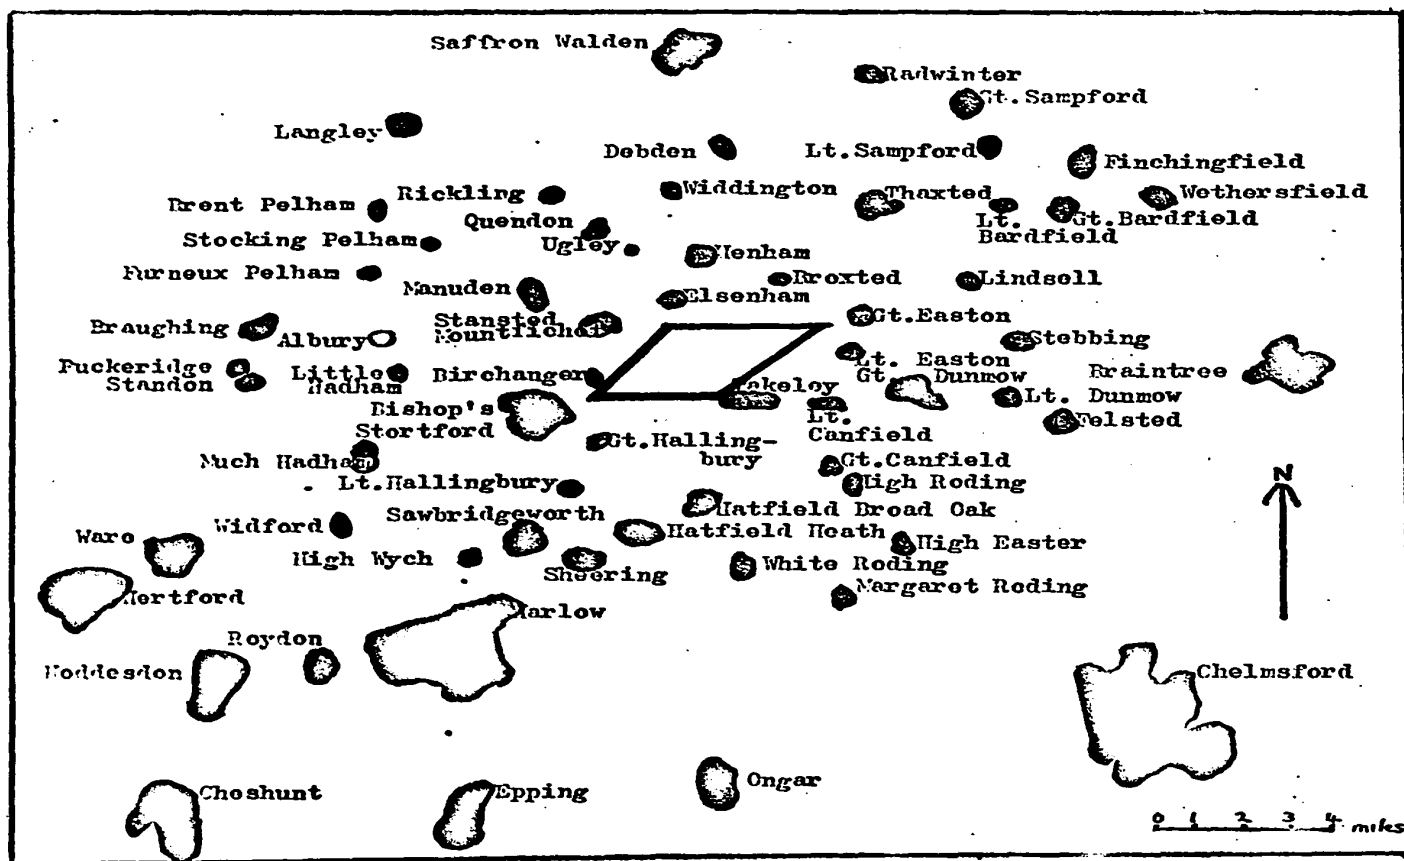 Saffron Walden
Radwinter
Gt.Sampford
Langley
Debden
Lt.Sampford
Finchingfield
Rickling
Widdington
Thaxted
Wethersfield
Brent Pelham
Quendon
Lt.
Bardfield
Gt.Bardfield
Stocking Pelham
Ugley
Henham
Furneux Pelham
Broxted
Lindsell
Manuden
Elsenham
Stansted
Mountfichet
Gt.Easton
Braughing
Albury
Stebbing
Puckeridge
Standon
Little
Hadham
Birchanger
Lt. Easton
Gt. Dunmow
Braintree
Takeley
Lt. Dunmow
Bishop's
Stortford
Lt.
Canfield
Felsted
Gt.Halling-
bury
Much Hadham
Gt.Canfield
Lt.Hallingbury
High Roding
N
Hatfield Broad Oak
Widford
Sawbridgeworth
Hatfield Heath
Ware
High Wych
High Easter
Sheering
White Roding
Hertford
Margaret Roding
Harlow
Roydon
Hoddesdon
Chelmsford
Cheshunt
Epping
Ongar
0 1 2 3 4 miles